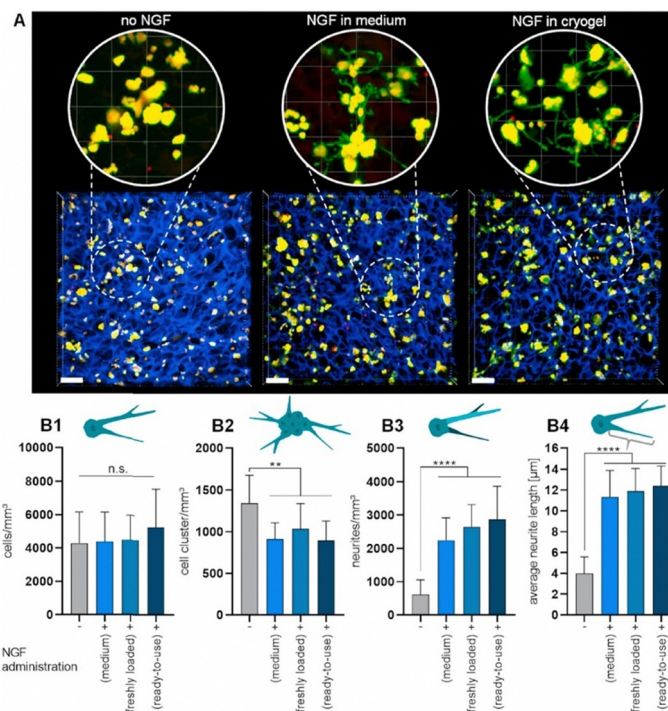 A
no NGF
NGF in medium
NGF in cryogel
B1
n.s.
10000
8000
6000
4000
2000
0
cells/mm³
-
+
+
+
(medium)
freshly loaded)
(ready-to-use)
B2
**
2000
1500
1000
500
0
cell cluster/mm³
-
+
+
+
(medium)
(freshly loaded)
(ready-to-use)
B3
****
5000
4000
3000
2000
1000
0
neurites/mm³
-
+
+
+
(medium)
(freshly loaded)
(ready-to-use)
B4
****
16
14
12
10
8
6
4
2
0
average neurite length [µm]
-
+
+
+
(medium)
(freshly loaded)
(ready-to-use)
NGF
administration